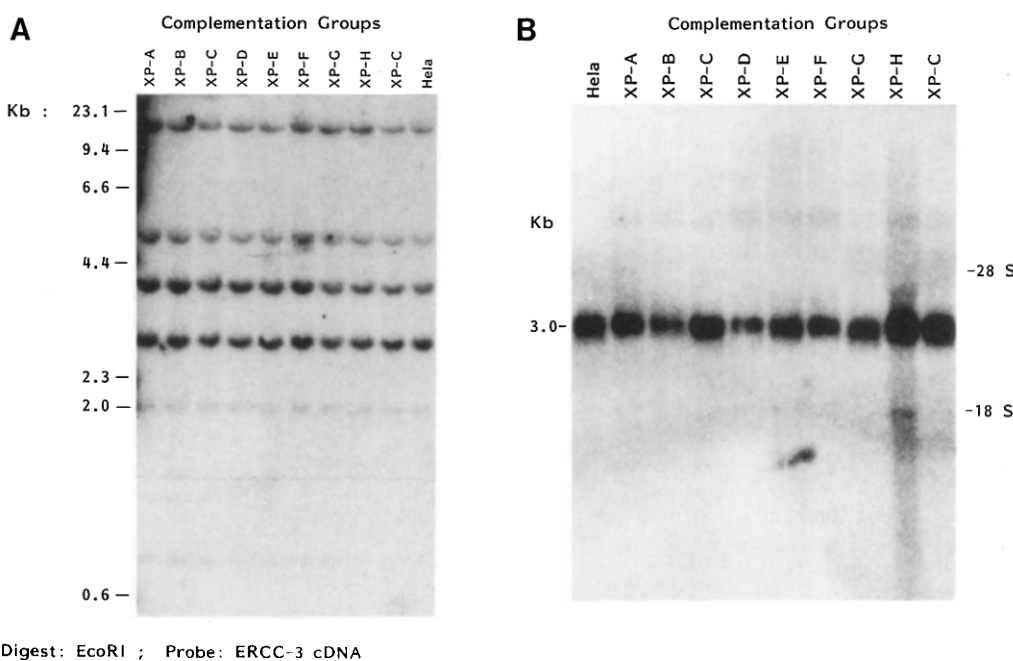 A
Complementation Groups
XP-A XP-B XP-C XP-D XP-E XP-F XP-G XP-H XP-C Hela
Kb :
23.1 —
9.4 —
6.6 —
4.4 —
2.3 —
2.0 —
0.6 —
Digest: EcoRI ; Probe: ERCC-3 cDNA
B
Complementation Groups
Hela XP-A XP-B XP-C XP-D XP-E XP-F XP-G XP-H XP-C
Kb
3.0-
-28 S
-18 S